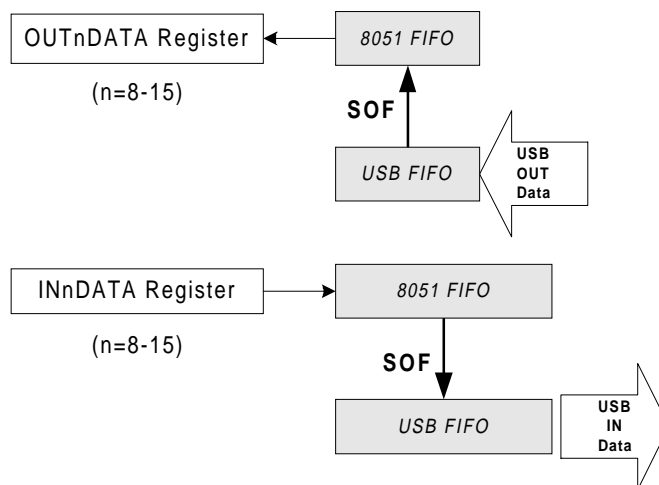 OUTnDATA Register
8051 FIFO
(n=8-15)
SOF
USB FIFO
USB
OUT
Data
INnDATA Register
8051 FIFO
(n=8-15)
SOF
USB FIFO
USB
IN
Data